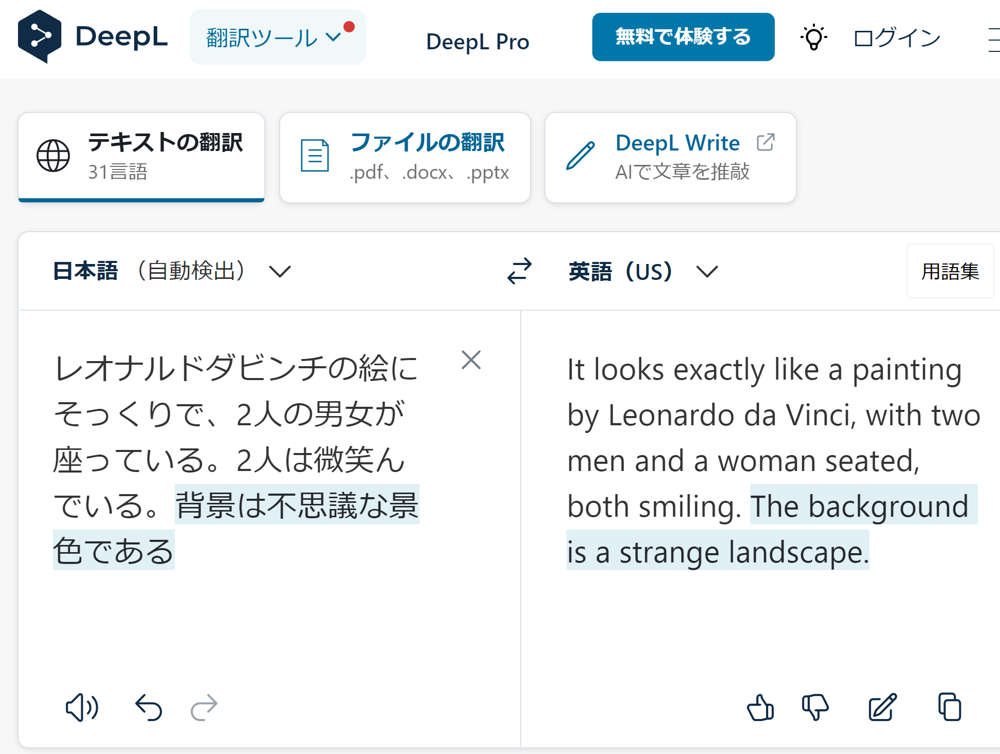 DeepL
翻訳ツール
DeepL Pro
無料で体験する
ログイン
テキストの翻訳
31言語
ファイルの翻訳
.pdf、.docx、.pptx
DeepL Write
AIで文章を推敲
日本語 （自動検出）
英語（US）
用語集
レオナルドダビンチの絵に
そっくりで、2人の男女が
座っている。2人は微笑ん
でいる。背景は不思議な景
色である
It looks exactly like a painting
by Leonardo da Vinci, with two
men and a woman seated,
both smiling. The background
is a strange landscape.